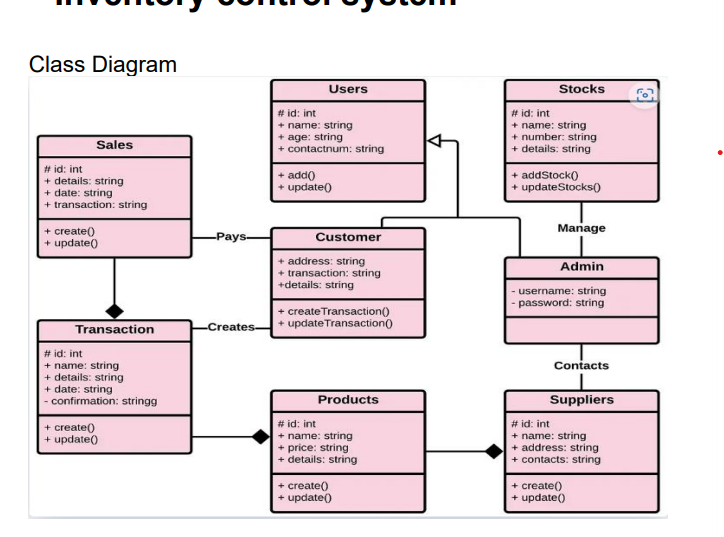 Inventory control system
Class Diagram
Users
# id: int
+ name: string
+ age: string
+ contactnum: string
+ add()
+ update()
Stocks
# id: int
+ name: string
+ number: string
+ details: string
+ addStock()
+ updateStocks()
Sales
# id: int
+ details: string
+ date: string
+ transaction: string
+ create()
+ update()
Pays
Customer
+ address: string
+ transaction: string
+details: string
+ createTransaction()
+ updateTransaction()
Manage
Admin
- username: string
- password: string
Creates
Transaction
# id: int
+ name: string
+ details: string
+ date: string
- confirmation: stringg
+ create()
+ update()
Contacts
Products
# id: int
+ name: string
+ price: string
+ details: string
+ create()
+ update()
Suppliers
# id: int
+ name: string
+ address: string
+ contacts: string
+ create()
+ update()